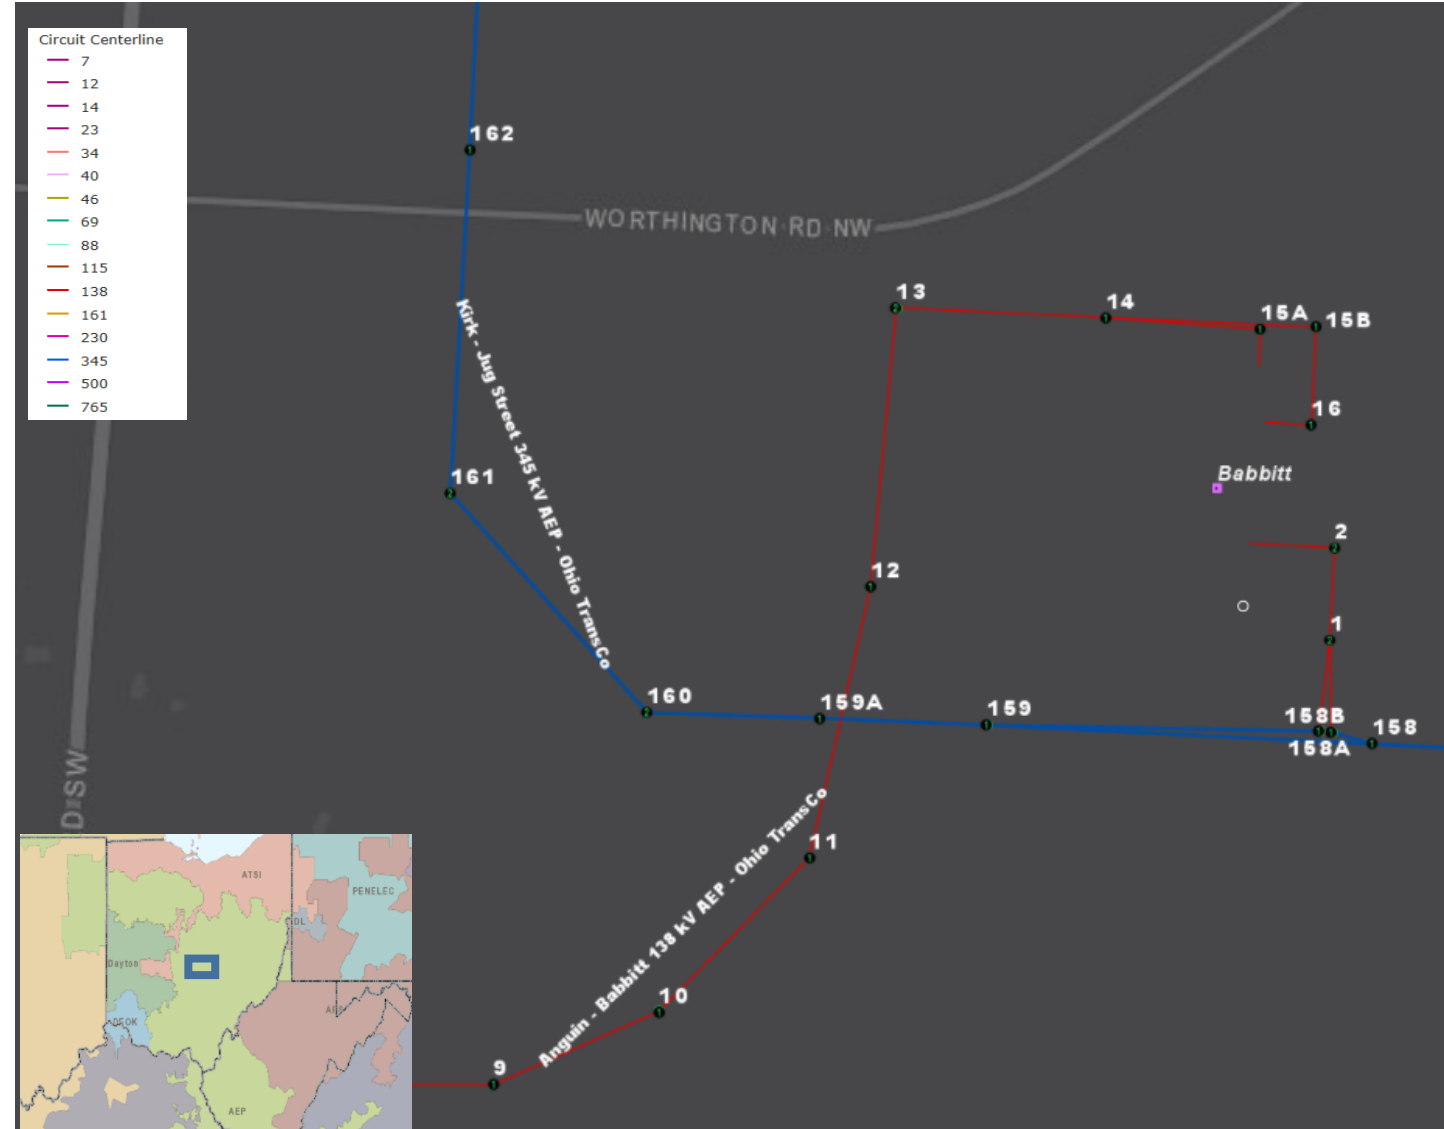 Circuit Centerline
7
12
14
23
34
40
46
69
88
115
138
161
230
345
500
765
162
WORTHINGTON RD NW
13
14
15A
15B
Kirk - Jug Street 345 kV AEP - Ohio TransCo
16
161
Babbitt
2
12
1
160
159A
159
158B
158
158A
D SW
Anguin - Babbitt 138 kV AEP - Ohio TransCo
11
10
9
ATSI
PENELEC
Dayton
DEOK
AEP